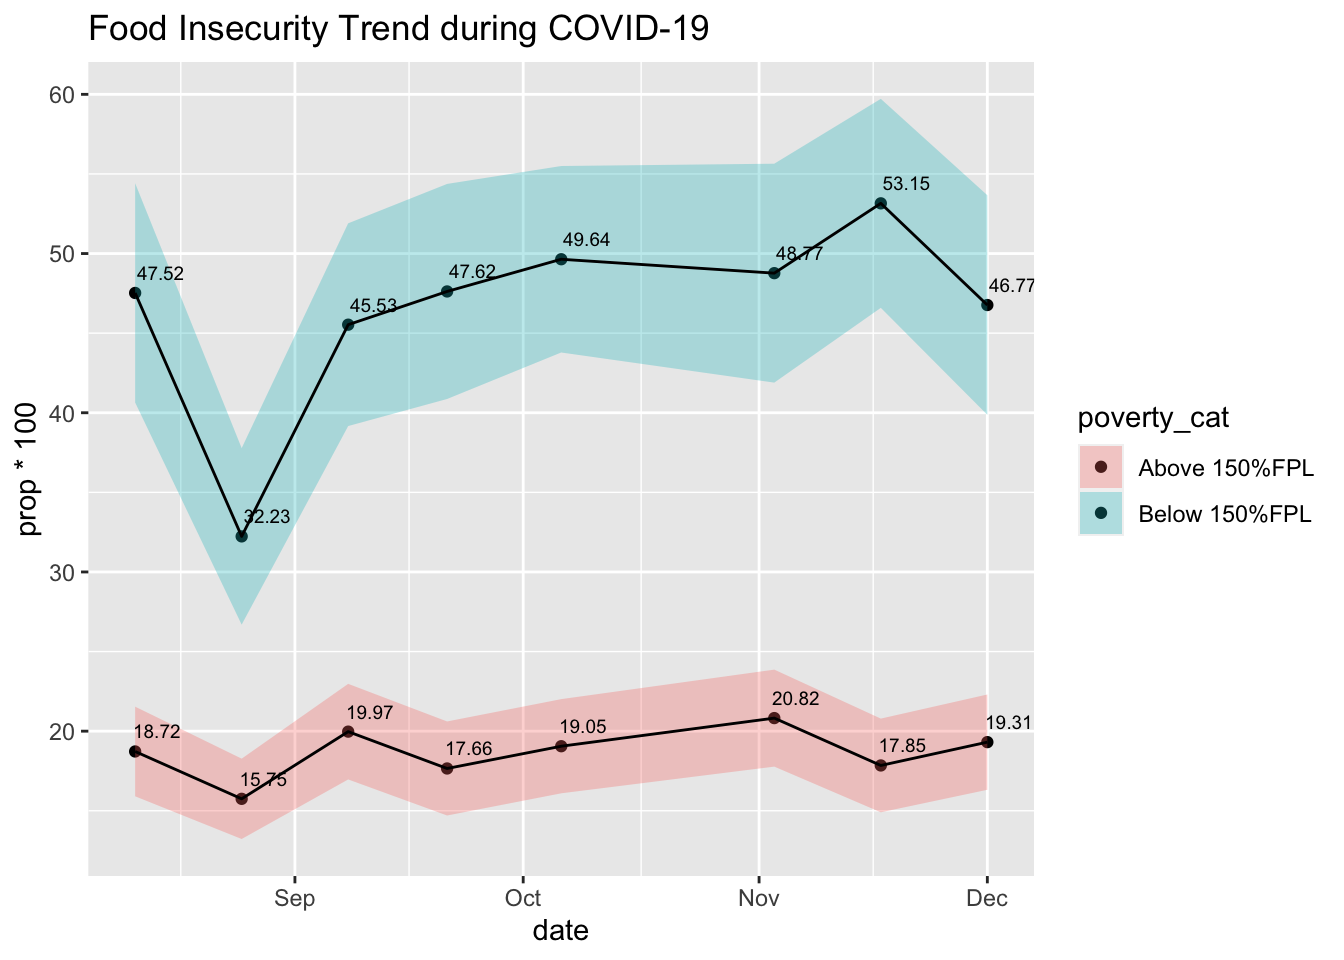 Food Insecurity Trend during COVID-19
prop * 100
60
50
40
30
20
47.52
32.23
45.53
47.62
49.64
48.77
53.15
46.77
18.72
15.75
19.97
17.66
19.05
20.82
17.85
19.31
Sep
Oct
Nov
Dec
date
poverty_cat
Above 150%FPL
Below 150%FPL